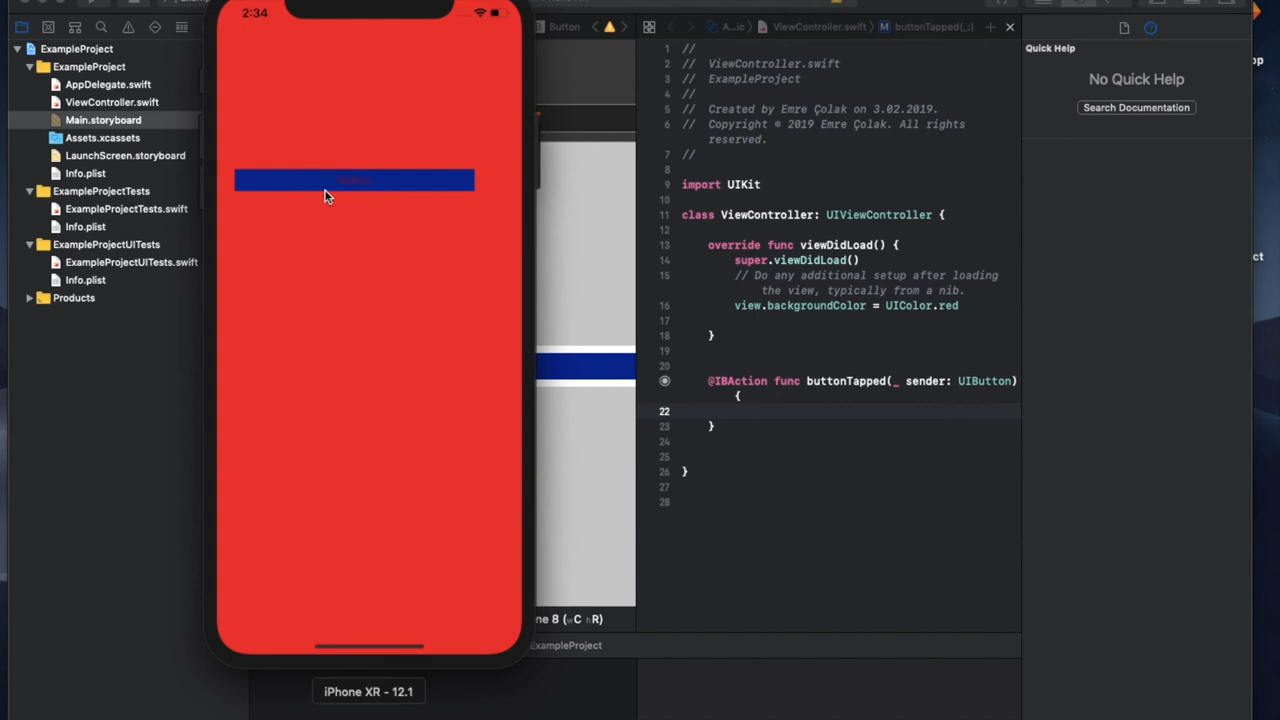 2:34
Button
A...ic
ViewController.swift
buttonTapped(_:)
ExampleProject
ExampleProject
AppDelegate.swift
ViewController.swift
Main.storyboard
Assets.xcassets
LaunchScreen.storyboard
Info.plist
ExampleProjectTests
ExampleProjectTests.swift
Info.plist
ExampleProjectUITests
ExampleProjectUITests.swift
Info.plist
Products
1 //
2 // ViewController.swift
3 // ExampleProject
4 //
5 // Created by Emre Çolak on 3.02.2019.
6 // Copyright © 2019 Emre Çolak. All rights
reserved.
7 //
8
9 import UIKit
10
11 class ViewController: UIViewController {
12
13 override func viewDidLoad() {
14 super.viewDidLoad()
15 // Do any additional setup after loading
the view, typically from a nib.
16 view.backgroundColor = UIColor.red
17
18 }
19
20
@IBAction func buttonTapped(_ sender: UIButton)
{
22
23 }
24
25
26 }
27
28
Quick Help
No Quick Help
Search Documentation
ne 8 (wC hR)
ExampleProject
iPhone XR - 12.1